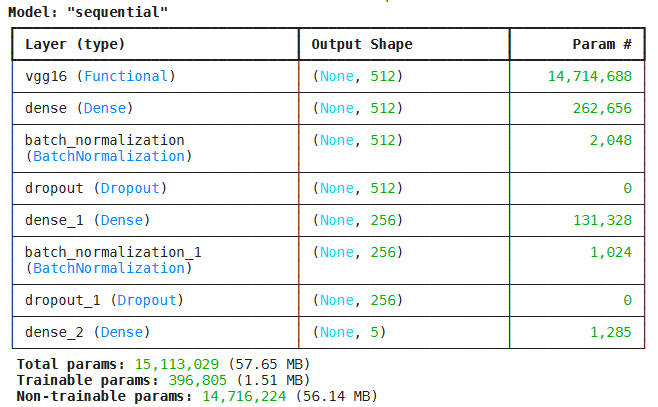 Model: "sequential"
Layer (type) Output Shape Param #
vgg16 (Functional) (None, 512) 14,714,688
dense (Dense) (None, 512) 262,656
batch_normalization (None, 512) 2,048
(BatchNormalization)
dropout (Dropout) (None, 512) 0
dense_1 (Dense) (None, 256) 131,328
batch_normalization_1 (None, 256) 1,024
(BatchNormalization)
dropout_1 (Dropout) (None, 256) 0
dense_2 (Dense) (None, 5) 1,285
Total params: 15,113,029 (57.65 MB)
Trainable params: 396,805 (1.51 MB)
Non-trainable params: 14,716,224 (56.14 MB)